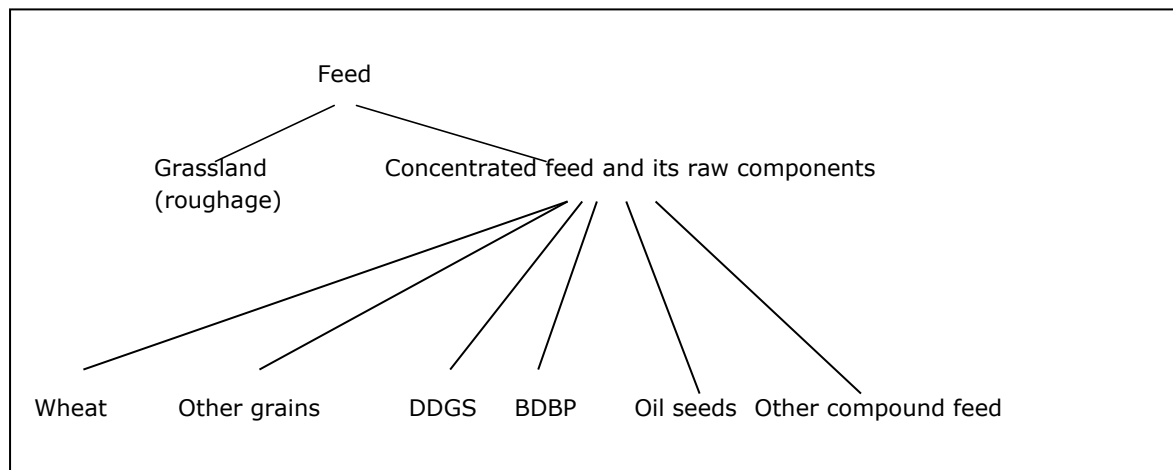 Feed
Grassland
(roughage)
Concentrated feed and its raw components
Wheat
Other grains
DDGS
BDBP
Oil seeds
Other compound feed